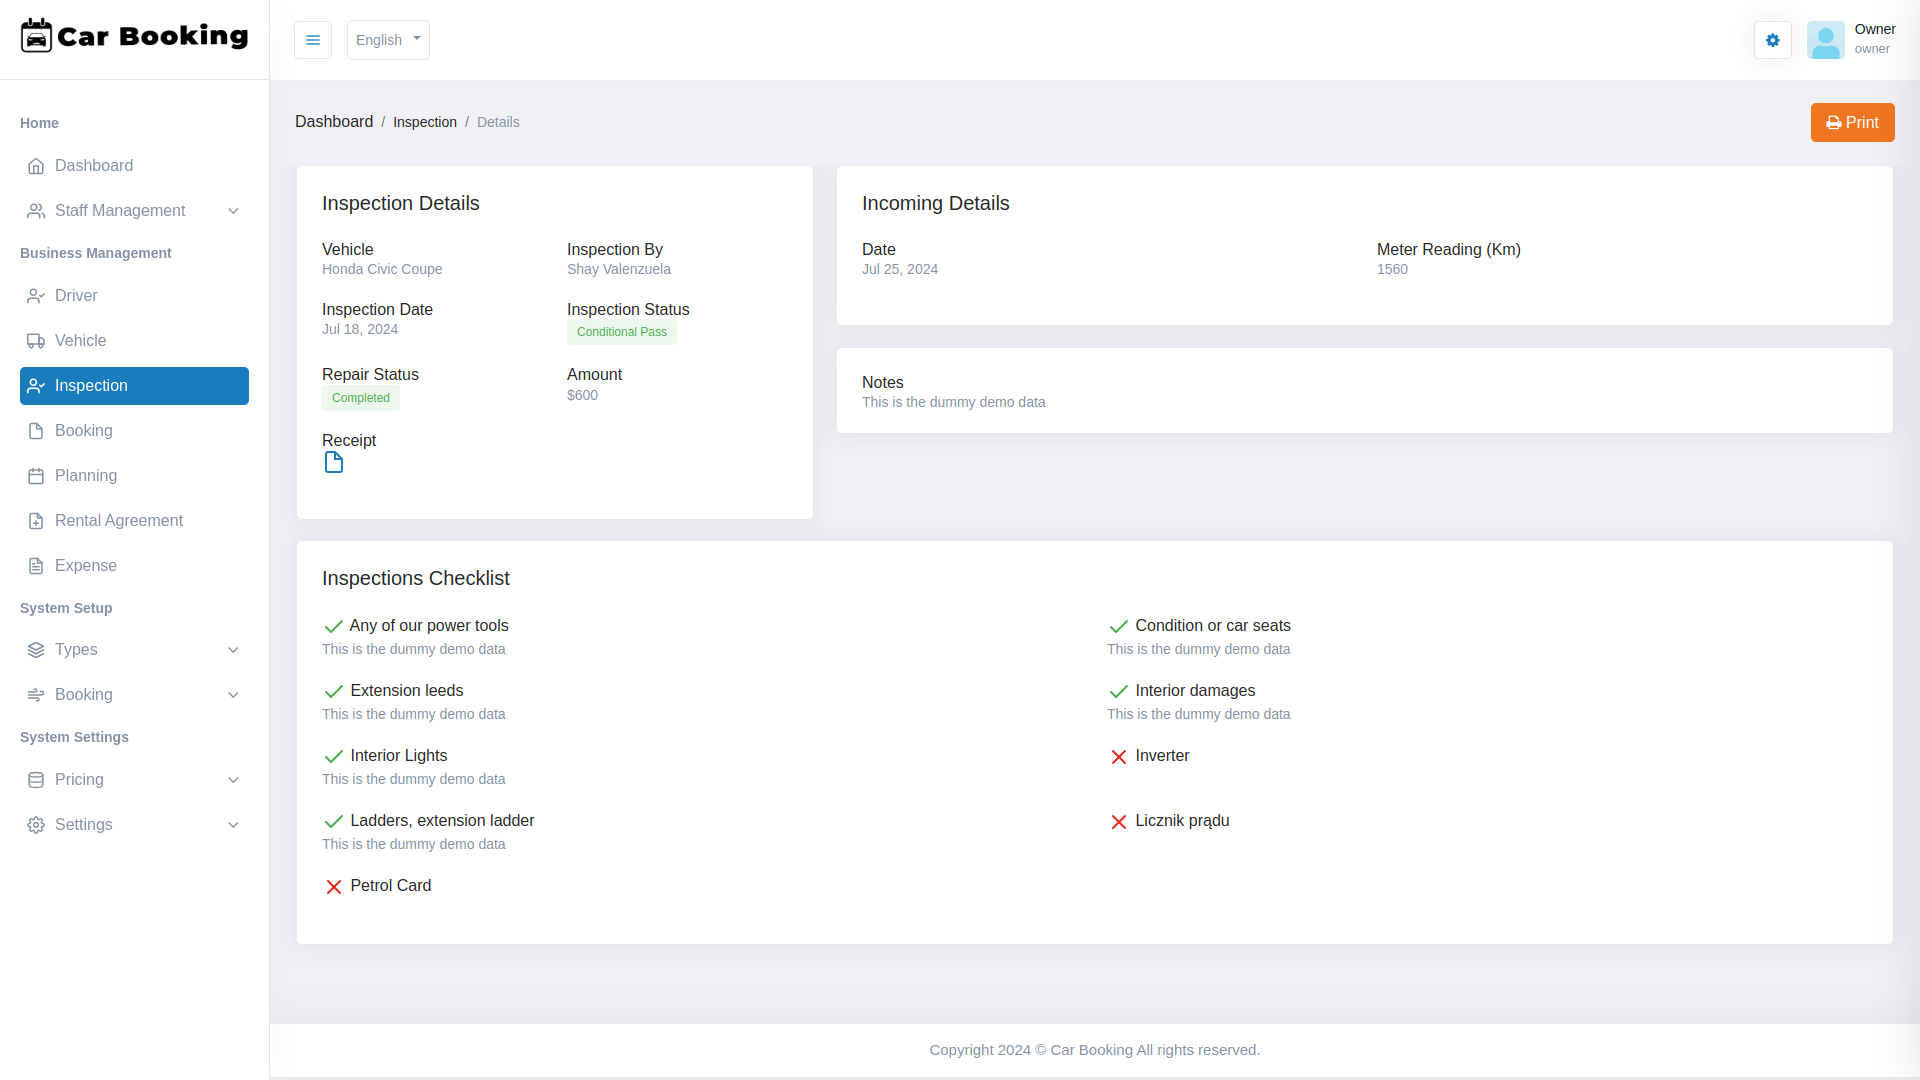 Car Booking
English
Owner
owner
Home
Dashboard
Staff Management
Business Management
Driver
Vehicle
Inspection
Booking
Planning
Rental Agreement
Expense
System Setup
Types
Booking
System Settings
Pricing
Settings
Dashboard / Inspection / Details
Print
Inspection Details
Vehicle
Honda Civic Coupe
Inspection By
Shay Valenzuela
Inspection Date
Jul 18, 2024
Inspection Status
Conditional Pass
Repair Status
Completed
Amount
$600
Receipt
Incoming Details
Date
Jul 25, 2024
Meter Reading (Km)
1560
Notes
This is the dummy demo data
Inspections Checklist
Any of our power tools
This is the dummy demo data
Condition or car seats
This is the dummy demo data
Extension leeds
This is the dummy demo data
Interior damages
This is the dummy demo data
Interior Lights
This is the dummy demo data
Inverter
Ladders, extension ladder
This is the dummy demo data
Licznik prądu
Petrol Card
Copyright 2024 © Car Booking All rights reserved.